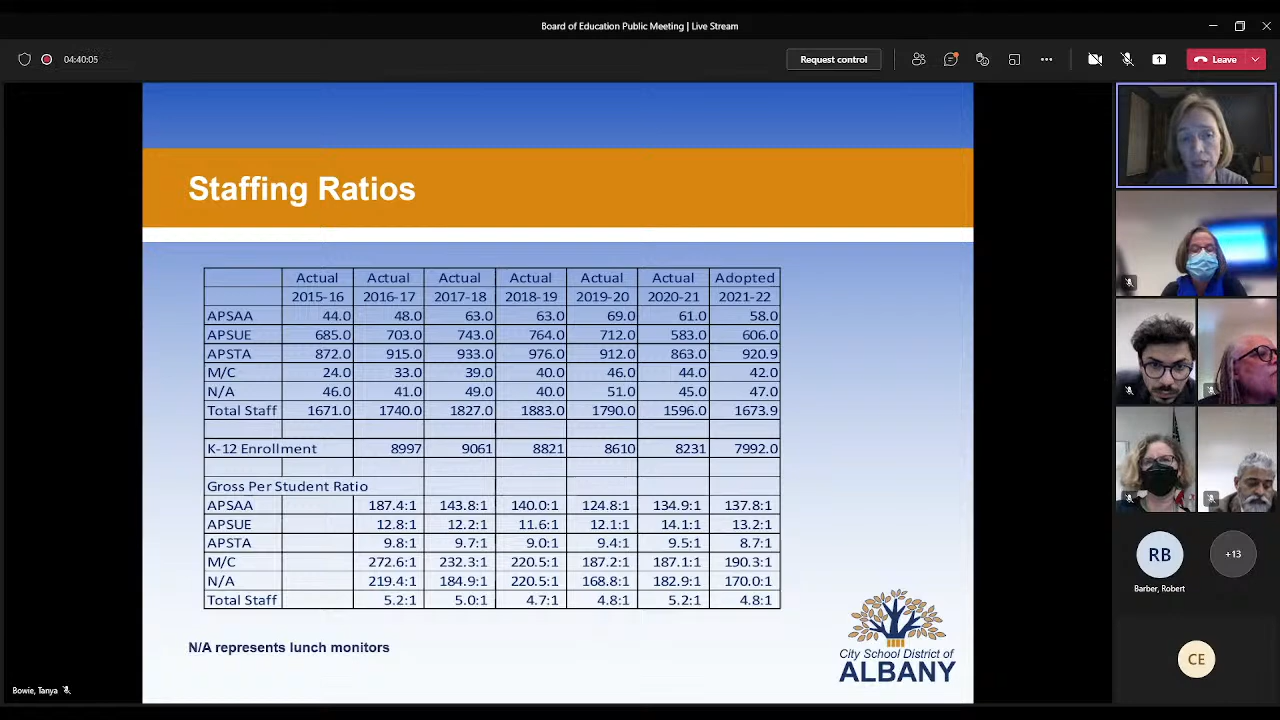 Board of Education Public Meeting | Live Stream
04:40:05
Request control
Leave
Staffing Ratios
Actual Actual Actual Actual Actual Actual Adopted
2015-16 2016-17 2017-18 2018-19 2019-20 2020-21 2021-22
APSAA 44.0 48.0 63.0 63.0 69.0 61.0 58.0
APSUE 685.0 703.0 743.0 764.0 712.0 583.0 606.0
APSTA 872.0 915.0 933.0 976.0 912.0 863.0 920.9
M/C 24.0 33.0 39.0 40.0 46.0 44.0 42.0
N/A 46.0 41.0 49.0 40.0 51.0 45.0 47.0
Total Staff 1671.0 1740.0 1827.0 1883.0 1790.0 1596.0 1673.9
K-12 Enrollment 8997 9061 8821 8610 8231 7992.0
Gross Per Student Ratio
APSAA 187.4:1 143.8:1 140.0:1 124.8:1 134.9:1 137.8:1
APSUE 12.8:1 12.2:1 11.6:1 12.1:1 14.1:1 13.2:1
APSTA 9.8:1 9.7:1 9.0:1 9.4:1 9.5:1 8.7:1
M/C 272.6:1 232.3:1 220.5:1 187.2:1 187.1:1 190.3:1
N/A 219.4:1 184.9:1 220.5:1 168.8:1 182.9:1 170.0:1
Total Staff 5.2:1 5.0:1 4.7:1 4.8:1 5.2:1 4.8:1
N/A represents lunch monitors
City School District of
ALBANY
Bowie, Tanya
RB
+13
Barber, Robert
CE